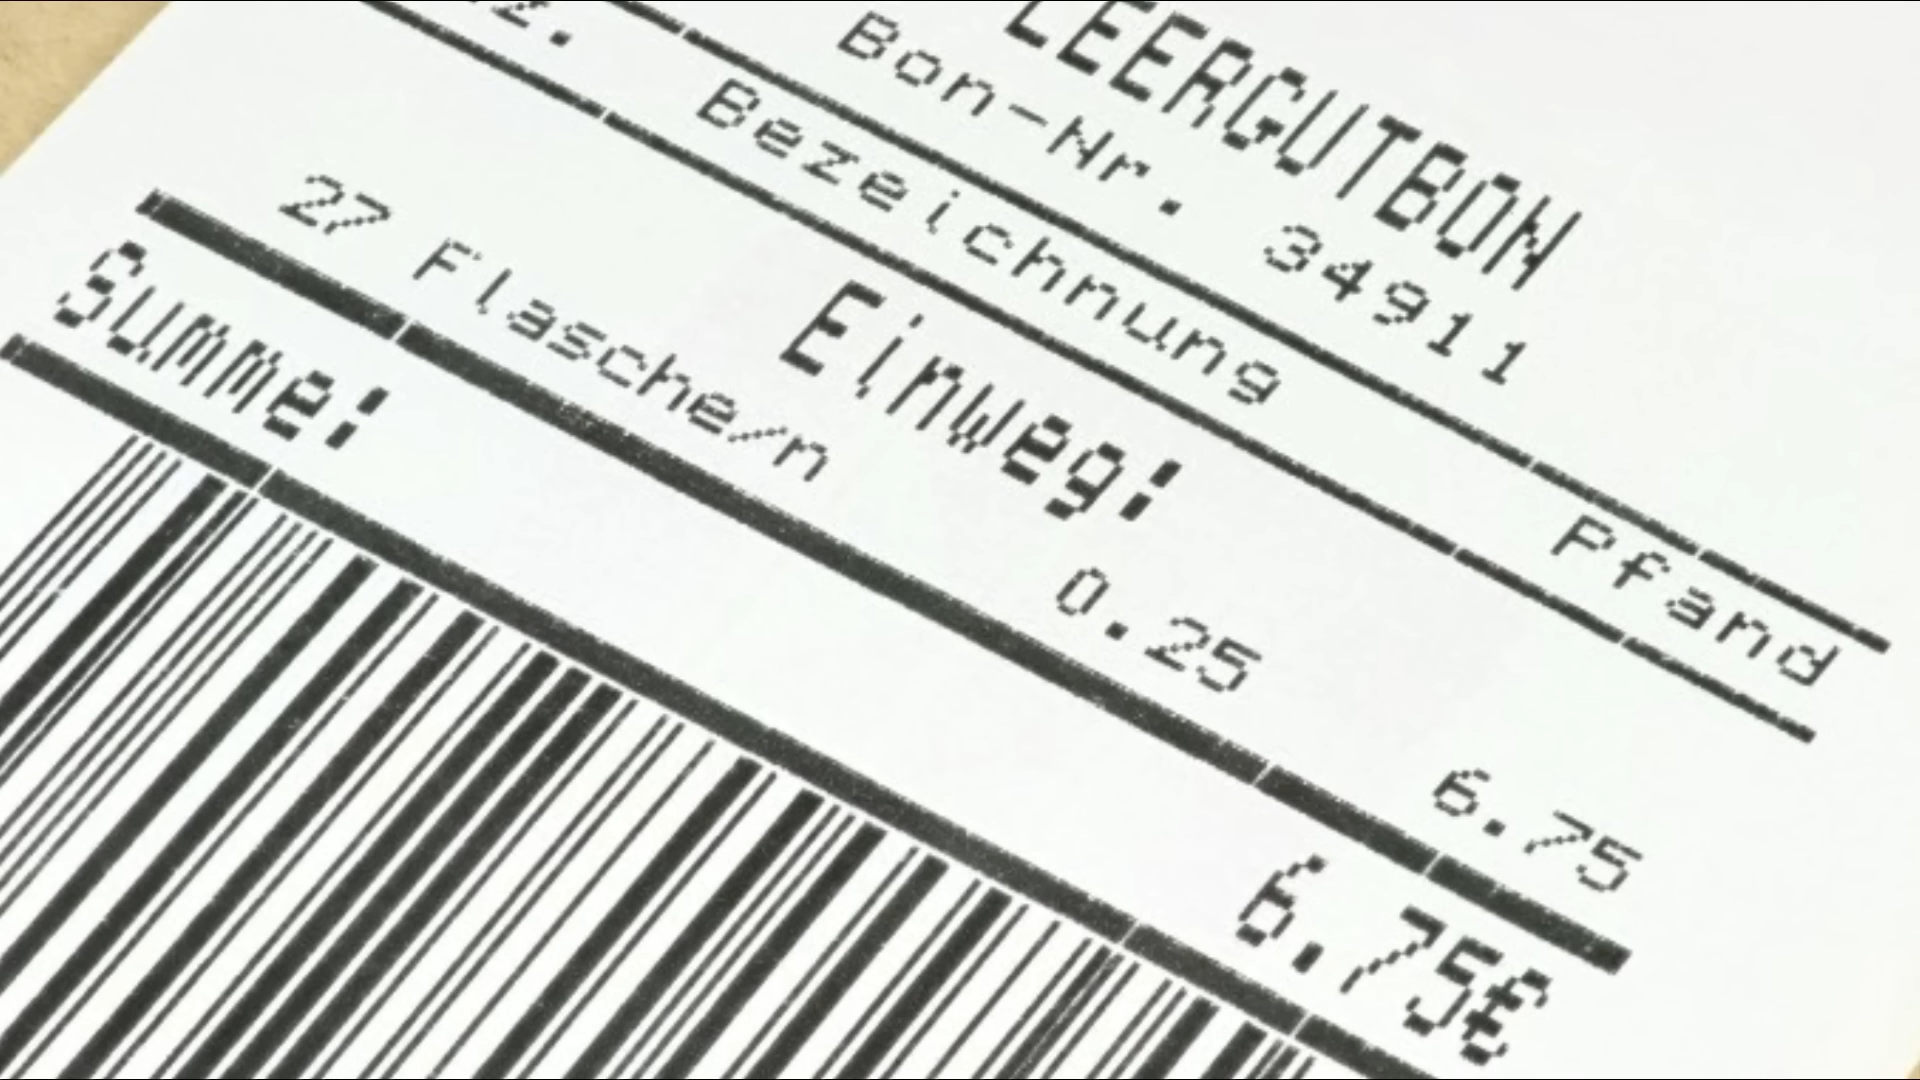 LEERGUTBON
Bon-Nr. 34911
z. Bezeichnung Pfand
Einweg:
27 Flasche/n 0.25 6.75
Summe: 6.75€